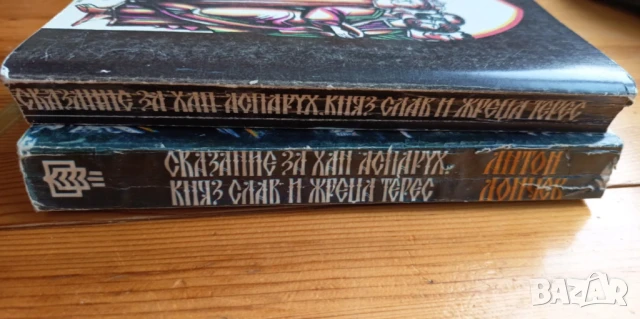 СКАЗАНИЕ ЗА ХАН АСПАРУХ КНЯЗ СЛАВ И ЖРЕЦА ТЕРЕС
СКАЗАНИЕ ЗА ХАН АСПАРУХ,
КНЯЗ СЛАВ И ЖРЕЦА ТЕРЕС
АНТОН
ДОНЧЕВ
BAZAR.bg